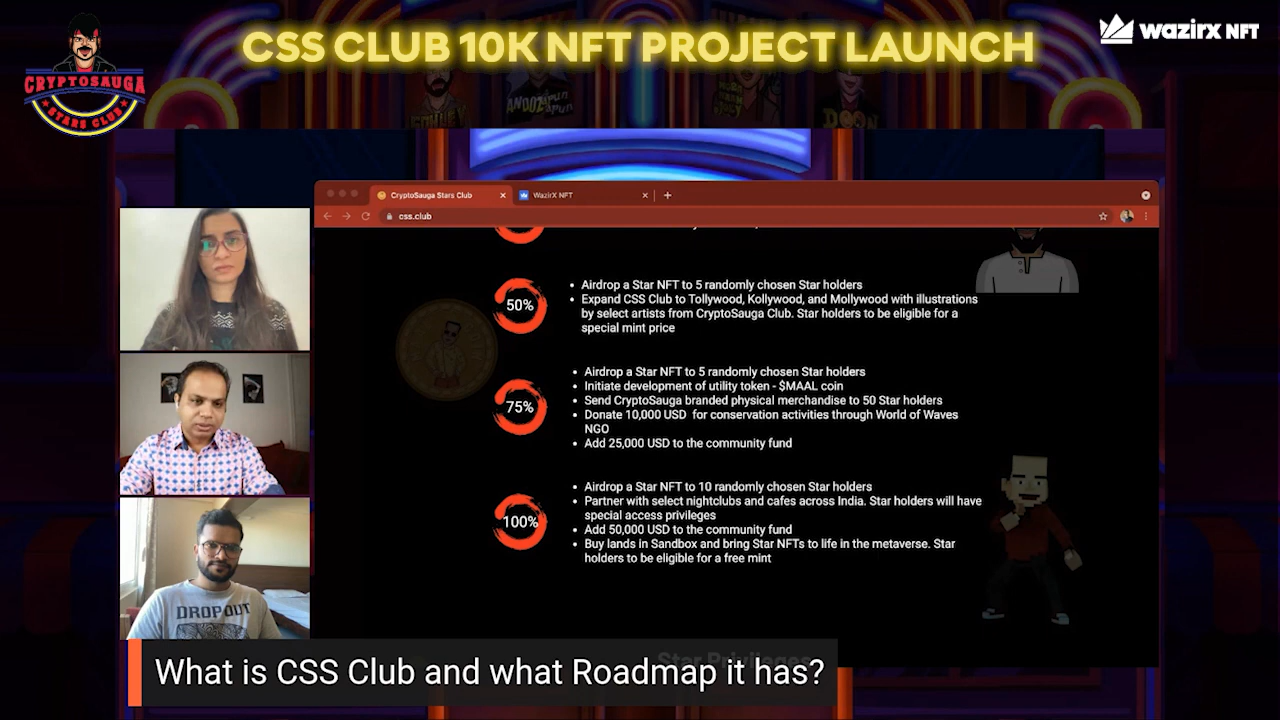 CSS CLUB 10K NFT PROJECT LAUNCH
wazirx NFT
CRYPTOSAUGA
STARS CLUB
CryptoSauga Stars Club
WazirX NFT
css.club
50%
Airdrop a Star NFT to 5 randomly chosen Star holders
Expand CSS Club to Tollywood, Kollywood, and Mollywood with illustrations
by select artists from CryptoSauga Club. Star holders to be eligible for a
special mint price
75%
Airdrop a Star NFT to 5 randomly chosen Star holders
Initiate development of utility token - $MAAL coin
Send CryptoSauga branded physical merchandise to 50 Star holders
Donate 10,000 USD for conservation activities through World of Waves
NGO
Add 25,000 USD to the community fund
100%
Airdrop a Star NFT to 10 randomly chosen Star holders
Partner with select nightclubs and cafes across India. Star holders will have
special access privileges
Add 50,000 USD to the community fund
Buy lands in Sandbox and bring Star NFTs to life in the metaverse. Star
holders to be eligible for a free mint
DROPOUT
Star Privileges
What is CSS Club and what Roadmap it has?